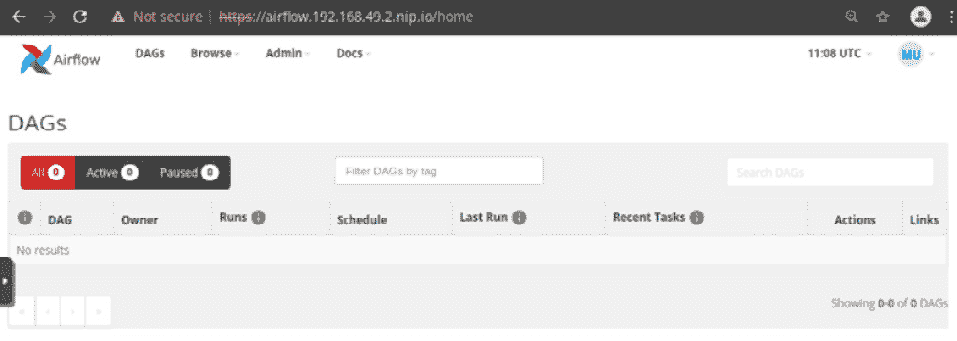 Not secure https://airflow.192.168.49.2.nip.io/home
Airflow DAGs Browse Admin Docs 11:08 UTC MU
DAGs
All 0 Active 0 Paused 0 Filter DAGs by tag Search DAGs
DAG Owner Runs Schedule Last Run Recent Tasks Actions Links
No results
Showing 0-0 of 0 DAGs